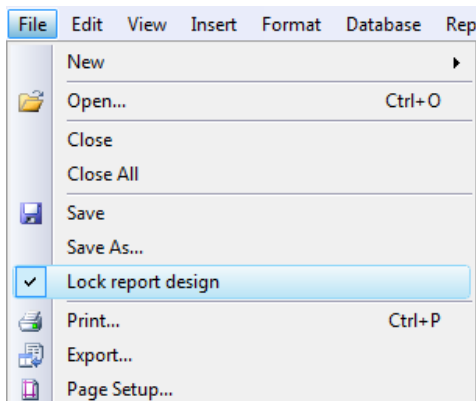 File Edit View Insert Format Database Rep
New
Open... Ctrl+O
Close
Close All
Save
Save As...
Lock report design
Print... Ctrl+P
Export...
Page Setup...